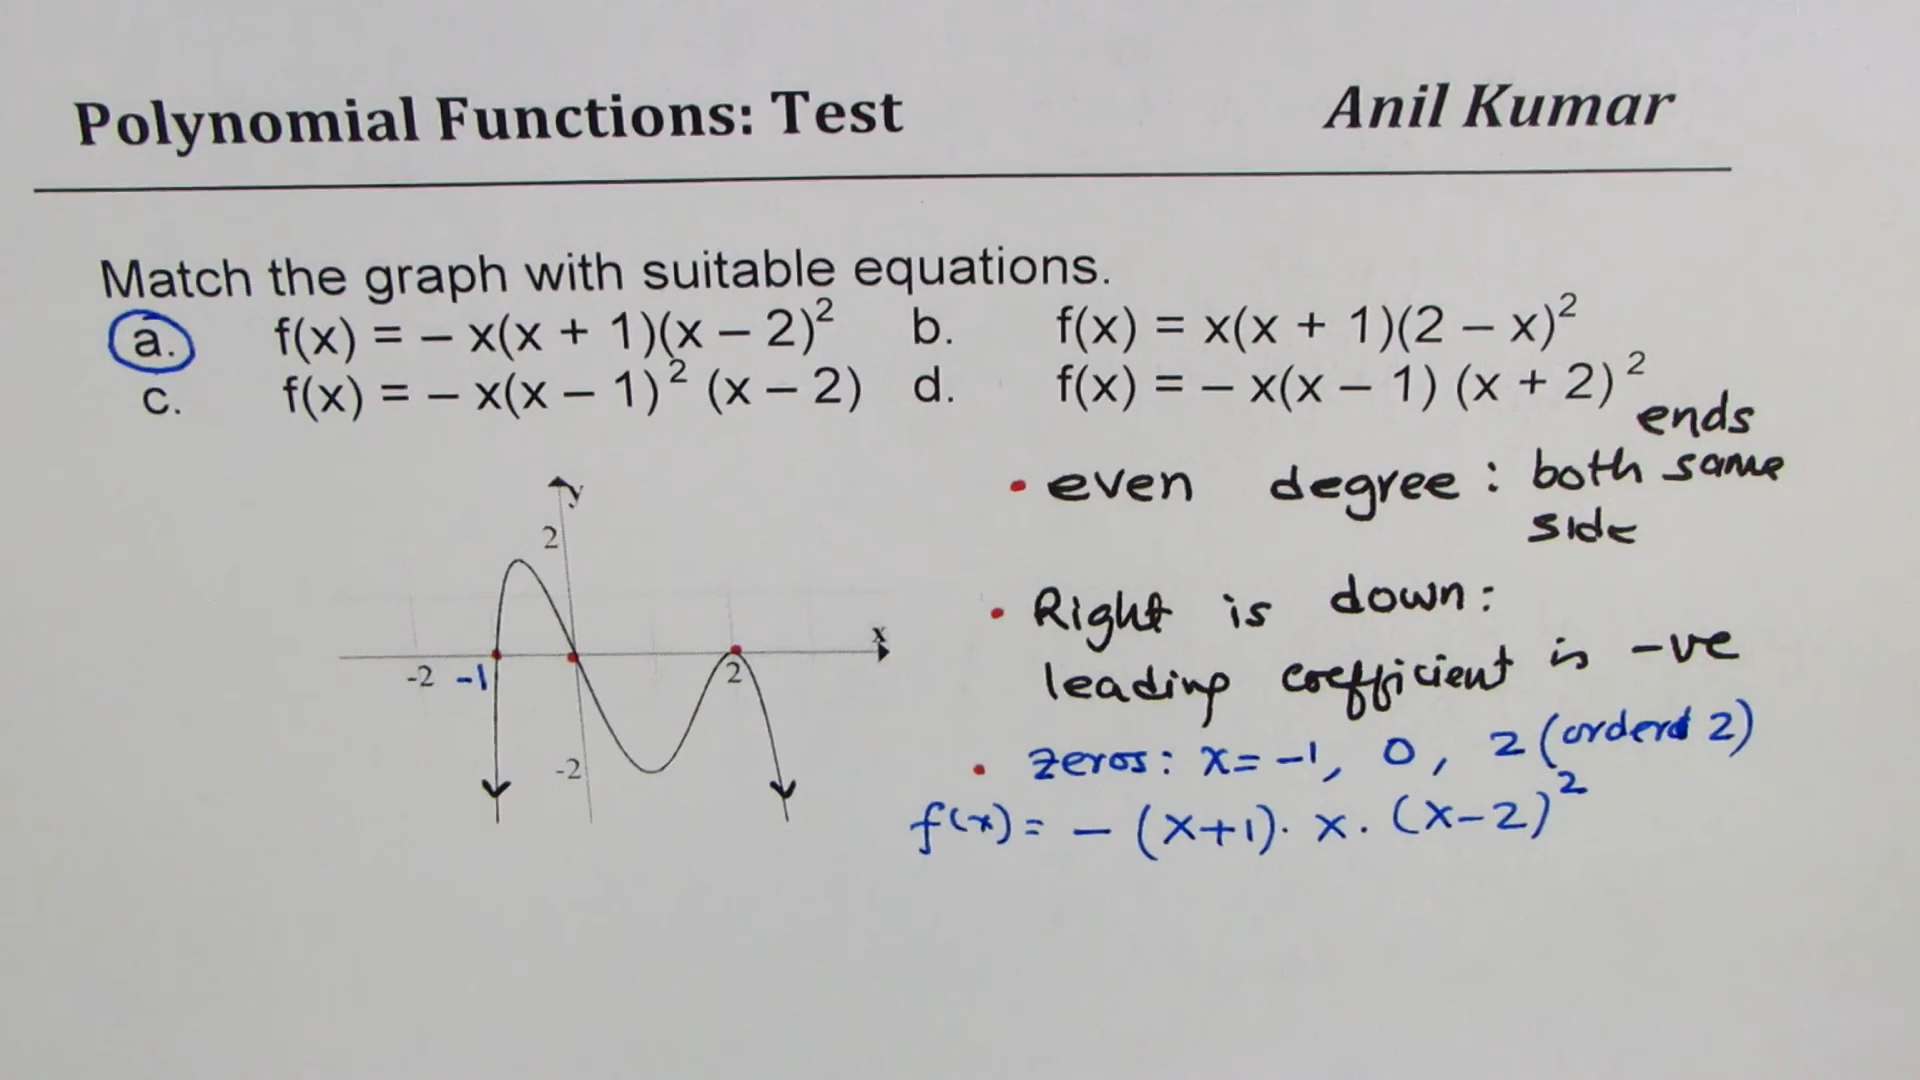 Polynomial Functions: Test Anil Kumar
Match the graph with suitable equations.
a. f(x) = – x(x + 1)(x – 2)² b. f(x) = x(x + 1)(2 – x)²
c. f(x) = – x(x – 1)² (x – 2) d. f(x) = – x(x – 1) (x + 2)²
ends
• even degree : both same
side
• Right is down:
leading coefficient is -ve
• zeros: x = -1, 0, 2 (orderd 2)
f(x) = - (x+1) · x · (x-2)²
y
2
x
-2 -1 2
-2